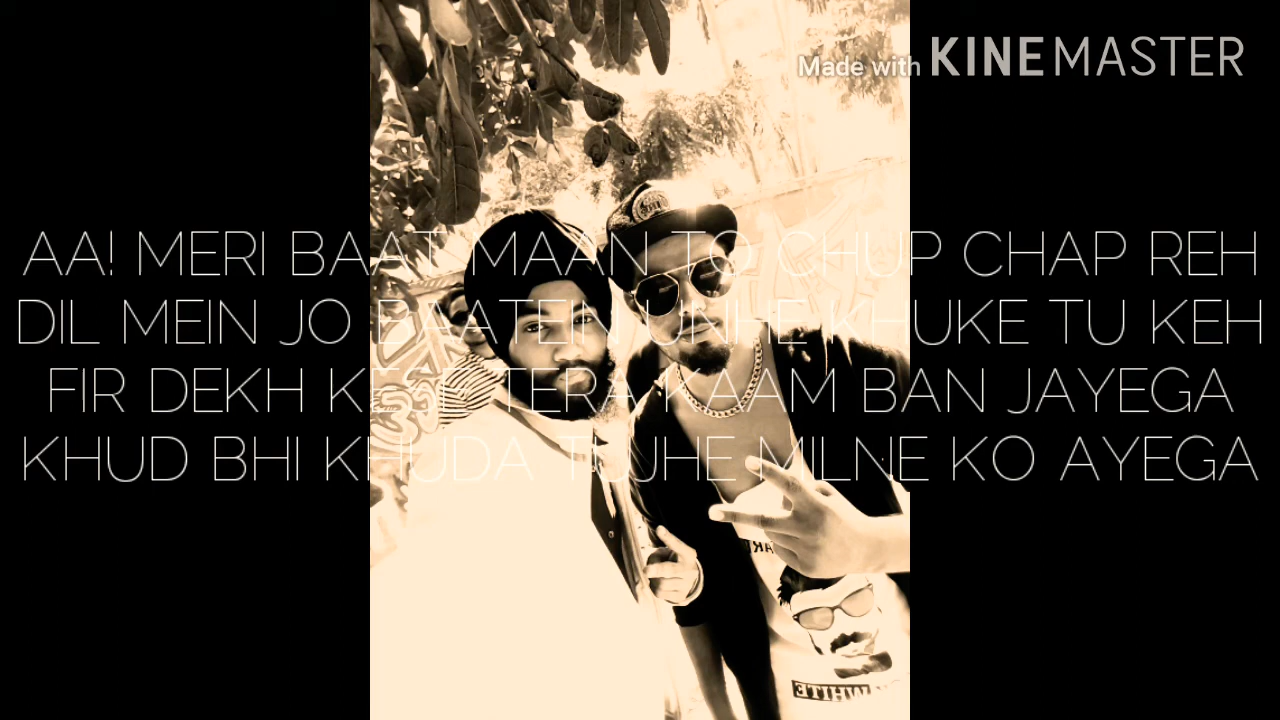 Made with KINEMASTER
AA! MERI BAAT MAAN TO CHUP CHAP REH
DIL MEIN JO BAATEIN UNHE KHUKE TU KEH
FIR DEKH KESE TERA KAAM BAN JAYEGA
KHUD BHI KHUDA TUJHE MILNE KO AYEGA
WHITE